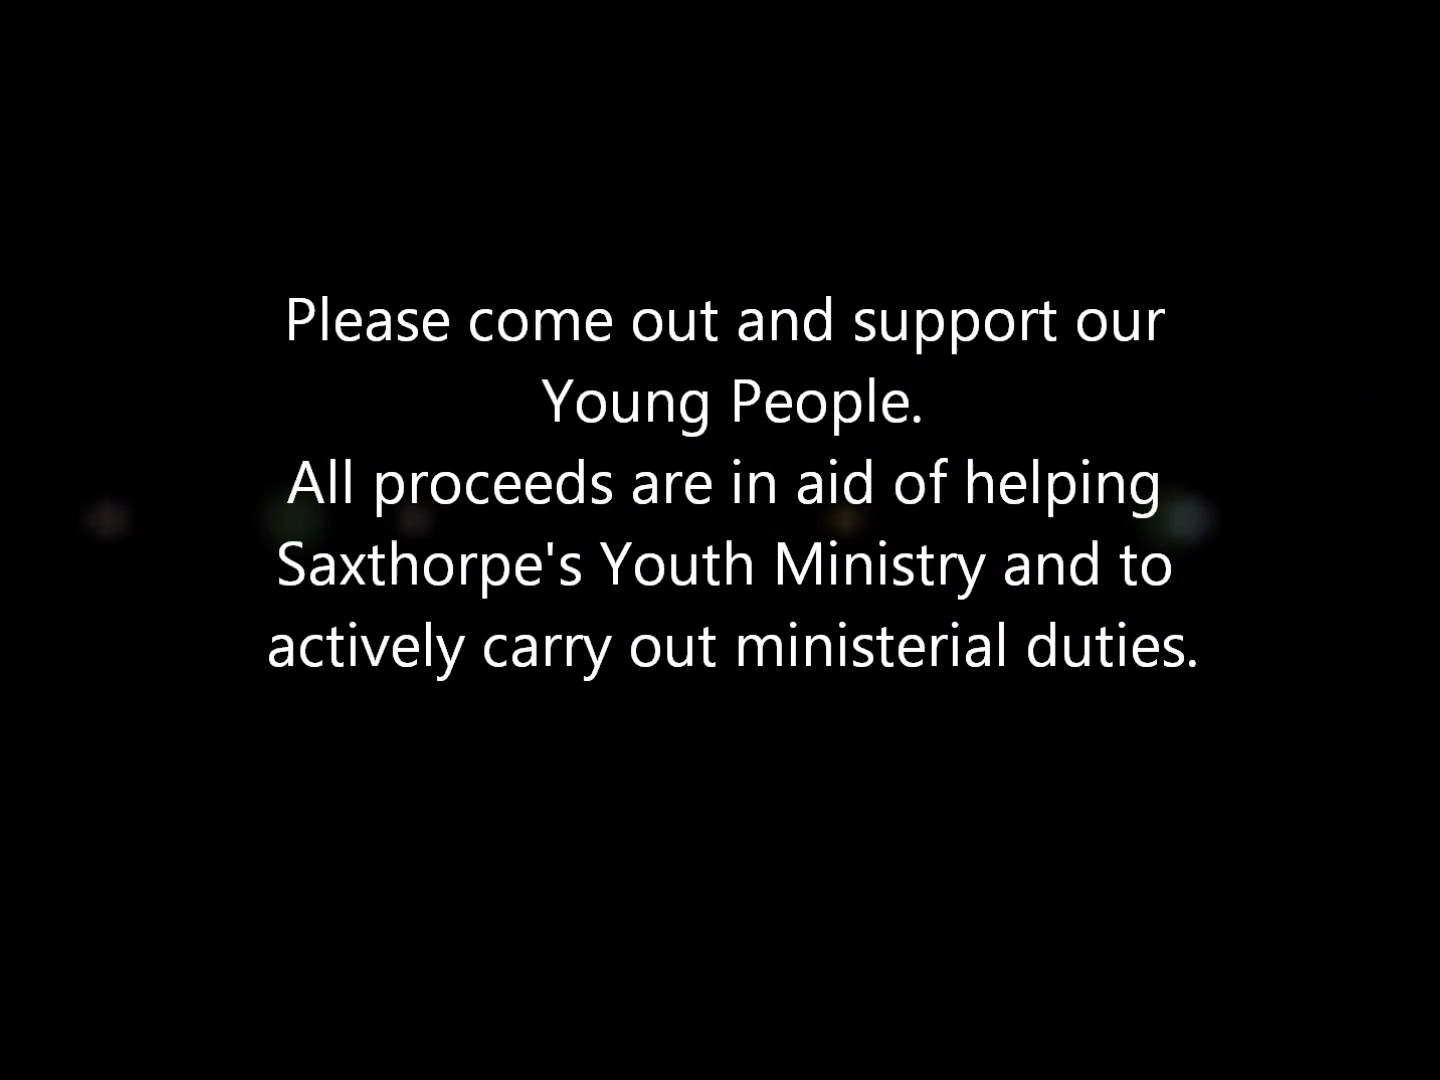 Please come out and support our
Young People.
All proceeds are in aid of helping
Saxthorpe's Youth Ministry and to
actively carry out ministerial duties.